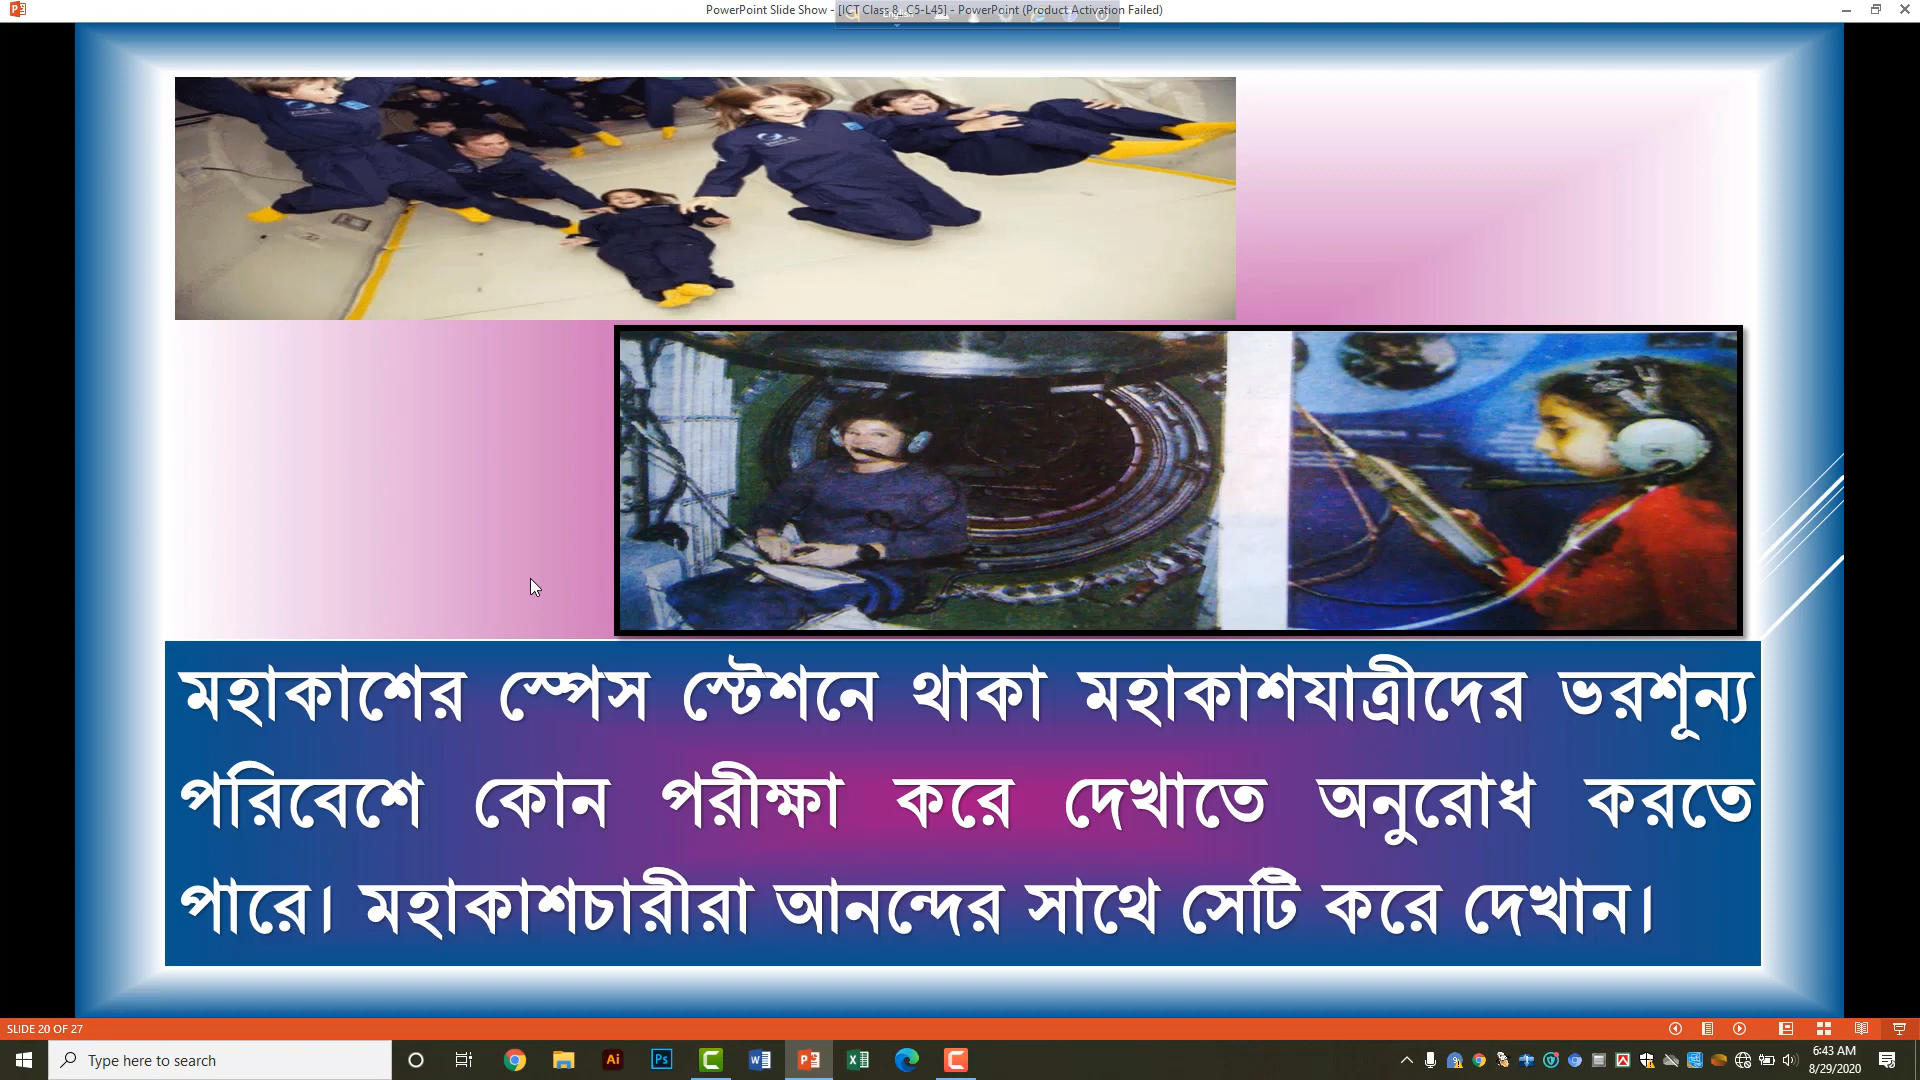 PowerPoint Slide Show - [ICT Class 8_C5-L45] - PowerPoint (Product Activation Failed)
মহাকাশের স্পেস স্টেশনে থাকা মহাকাশযাত্রীদের ভরশূন্য
পরিবেশে কোন পরীক্ষা করে দেখাতে অনুরোধ করতে
পারে। মহাকাশচারীরা আনন্দের সাথে সেটি করে দেখান।
SLIDE 20 OF 27
Type here to search
6:43 AM
8/29/2020